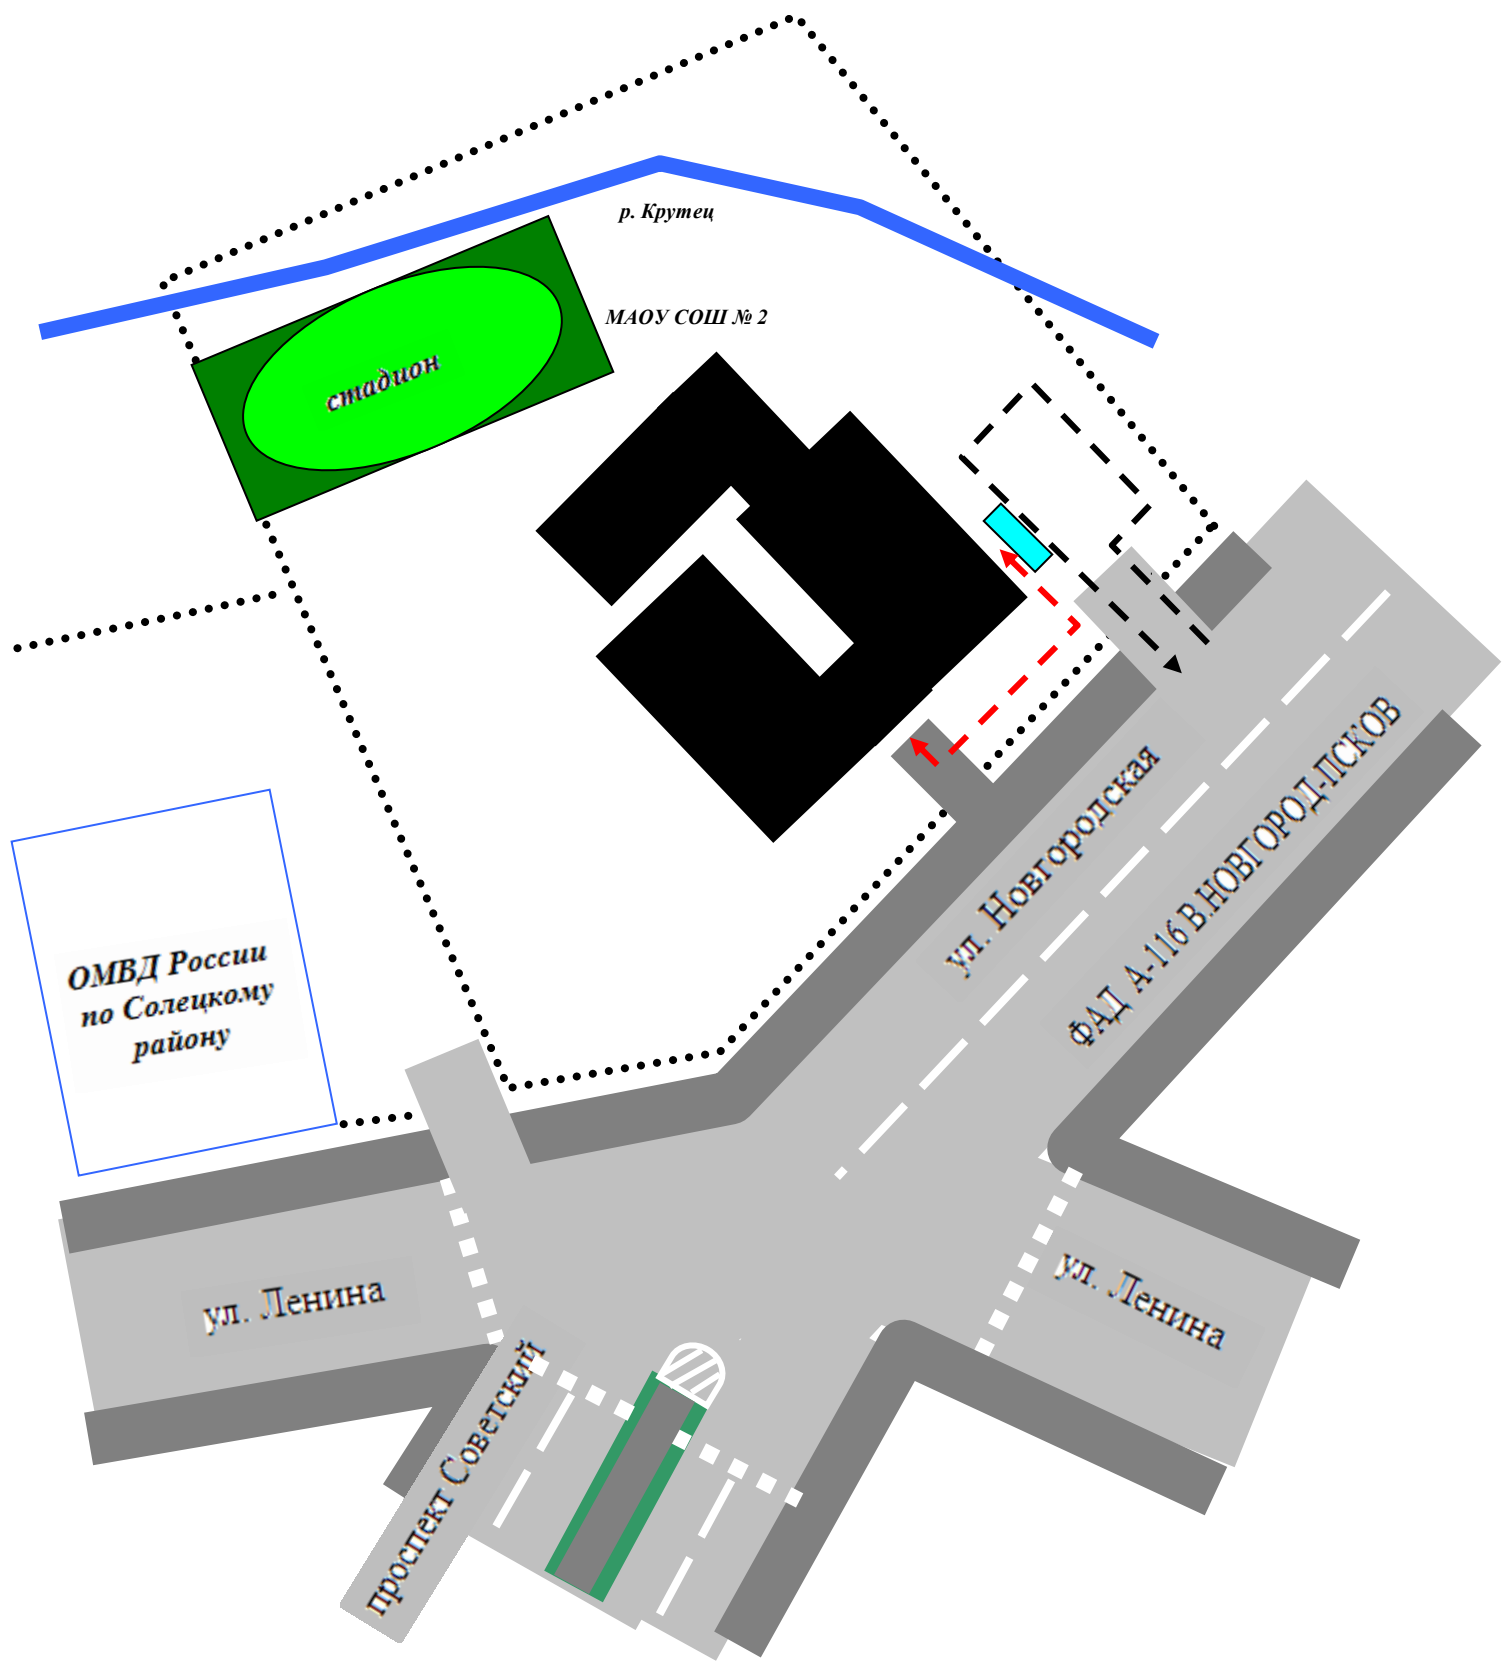 р. Крутец
МАОУ СОШ № 2
стадион
ул. Новгородская
ФАД А-116 В.НОВГОРОД-ПСКОВ
ОМВД России
по Солецкому
району
ул. Ленина
ул. Ленина
проспект Советский